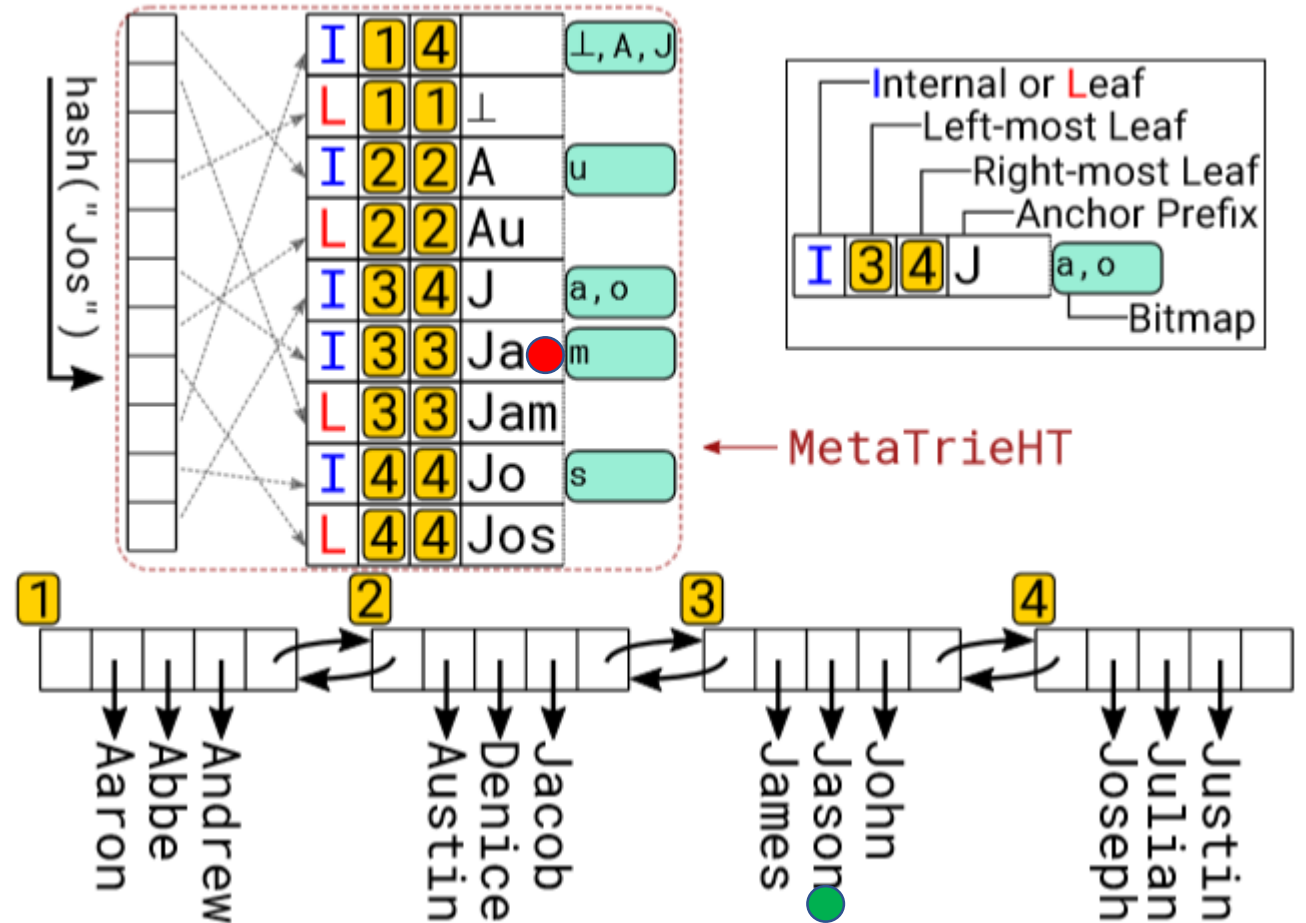 hash("Jos")
I 1 4 ⊥,A,J
L 1 1 ⊥
I 2 2 A u
L 2 2 Au
I 3 4 J a,o
I 3 3 Ja m
L 3 3 Jam
I 4 4 Jo s
L 4 4 Jos
Internal or Leaf
Left-most Leaf
Right-most Leaf
Anchor Prefix
I 3 4 J a,o
Bitmap
MetaTrieHT
1
2
3
4
Aaron
Abbe
Andrew
Austin
Denice
Jacob
James
Jason
John
Joseph
Julian
Justin